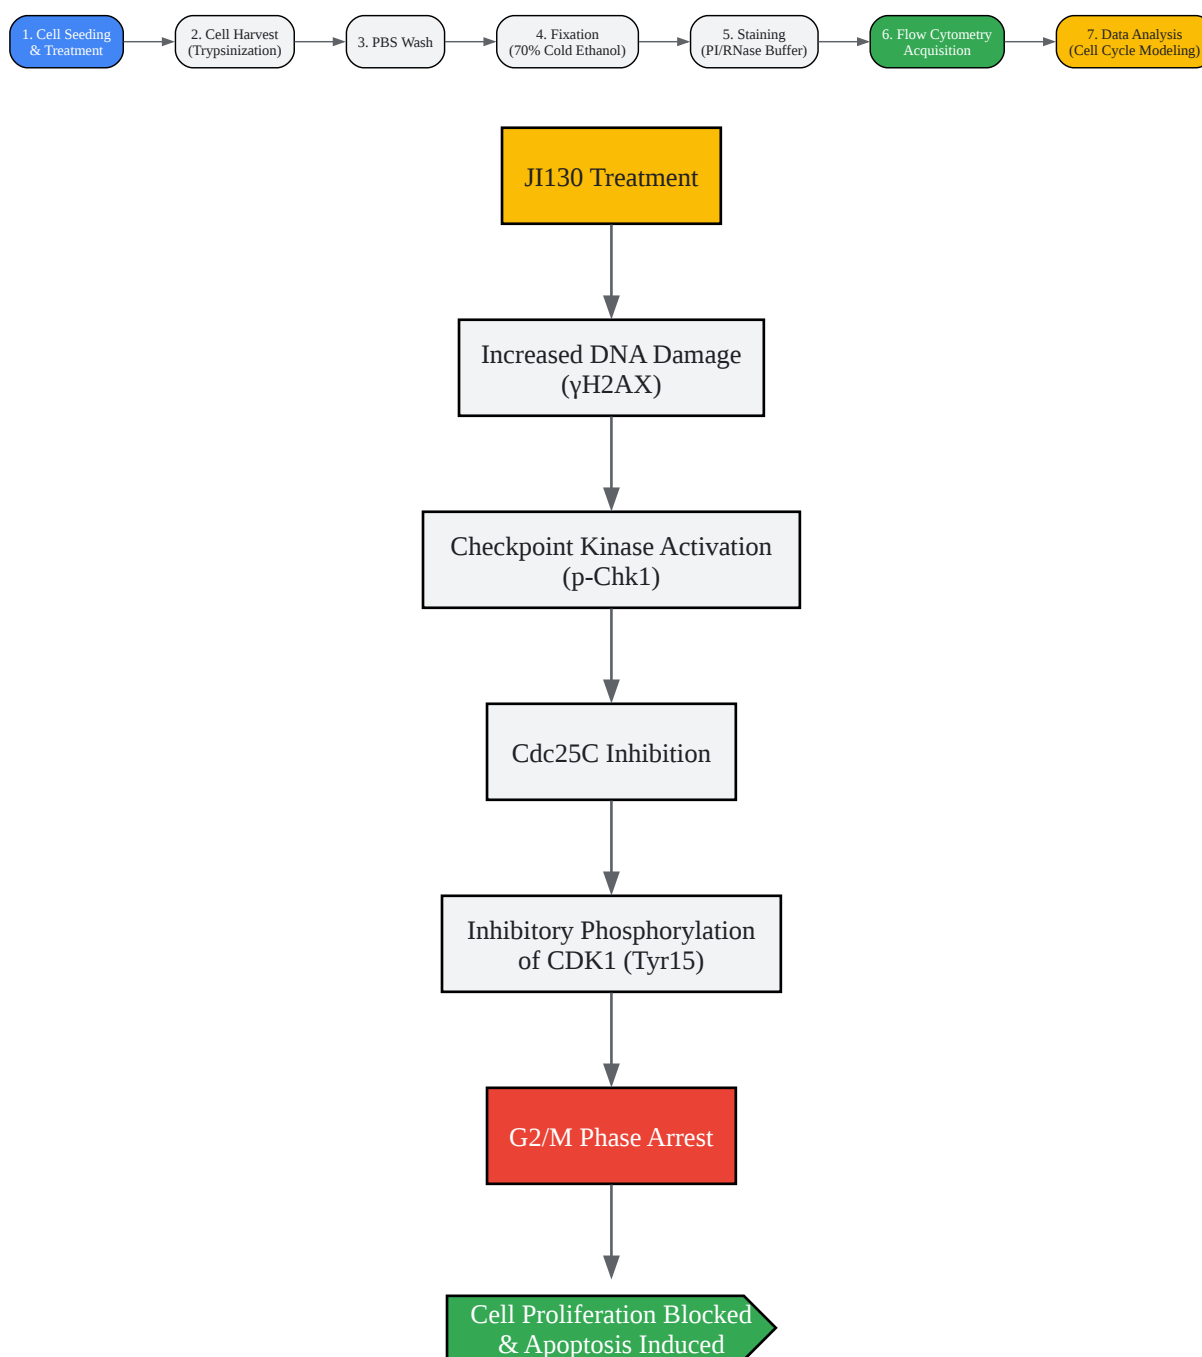 1. Cell Seeding
& Treatment
2. Cell Harvest
(Trypsinization)
3. PBS Wash
4. Fixation
(70% Cold Ethanol)
5. Staining
(PI/RNase Buffer)
6. Flow Cytometry
Acquisition
7. Data Analysis
(Cell Cycle Modeling)
JI130 Treatment
Increased DNA Damage
(γH2AX)
Checkpoint Kinase Activation
(p-Chk1)
Cdc25C Inhibition
Inhibitory Phosphorylation
of CDK1 (Tyr15)
G2/M Phase Arrest
Cell Proliferation Blocked
& Apoptosis Induced